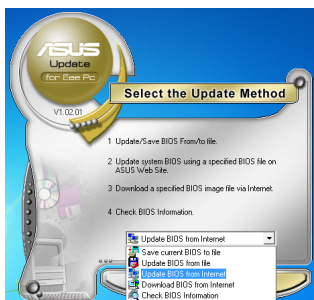 ASUS
Update
for Eee Pc
V1.02.01
Select the Update Method
1 Update/Save BIOS From/to file.
2 Update system BIOS using a specified BIOS file on
ASUS Web Site.
3 Download a specified BIOS image file via Internet.
4 Check BIOS Information.
Update BIOS from Internet
Save current BIOS to file
Update BIOS from file
Update BIOS from Internet
Download BIOS from Internet
Check BIOS Information